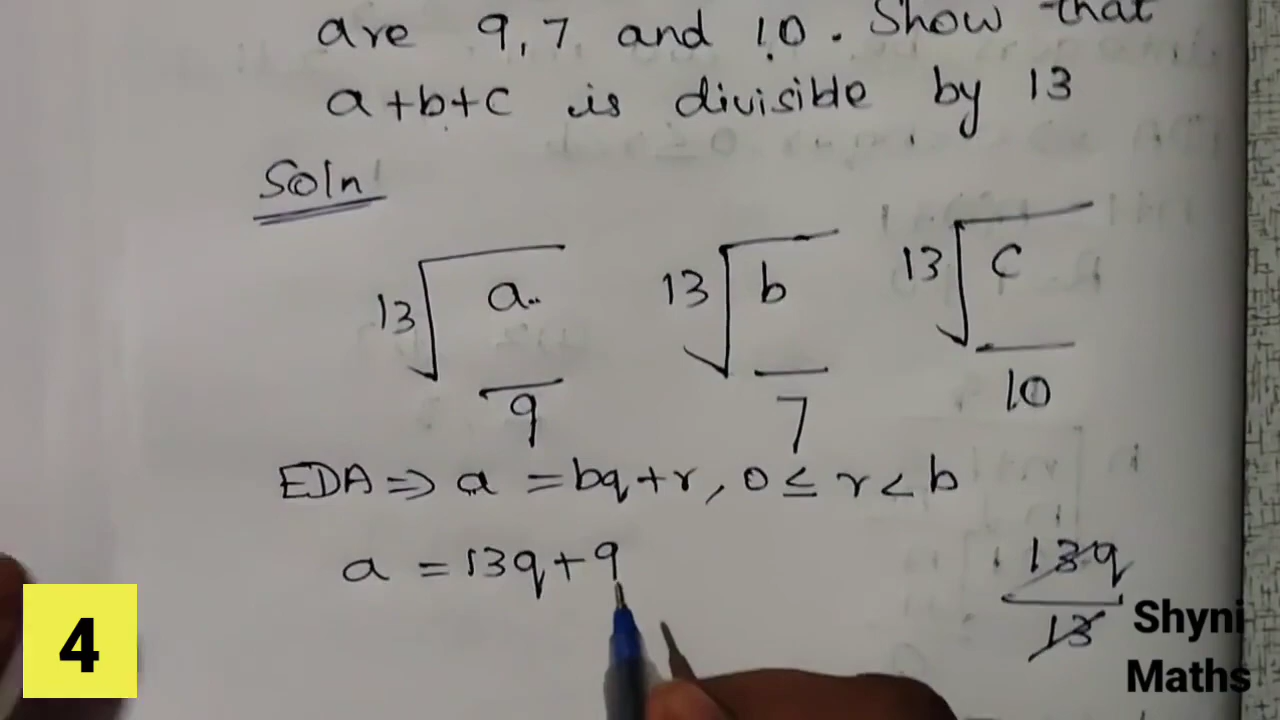 are 9, 7 and 10. Show that
a+b+c is divisible by 13
Soln
13 a 13 b 13 c
9 7 10
EDA => a = bq+r, 0 ≤ r < b
a = 13q+9
13q
13
4
Shyni
Maths